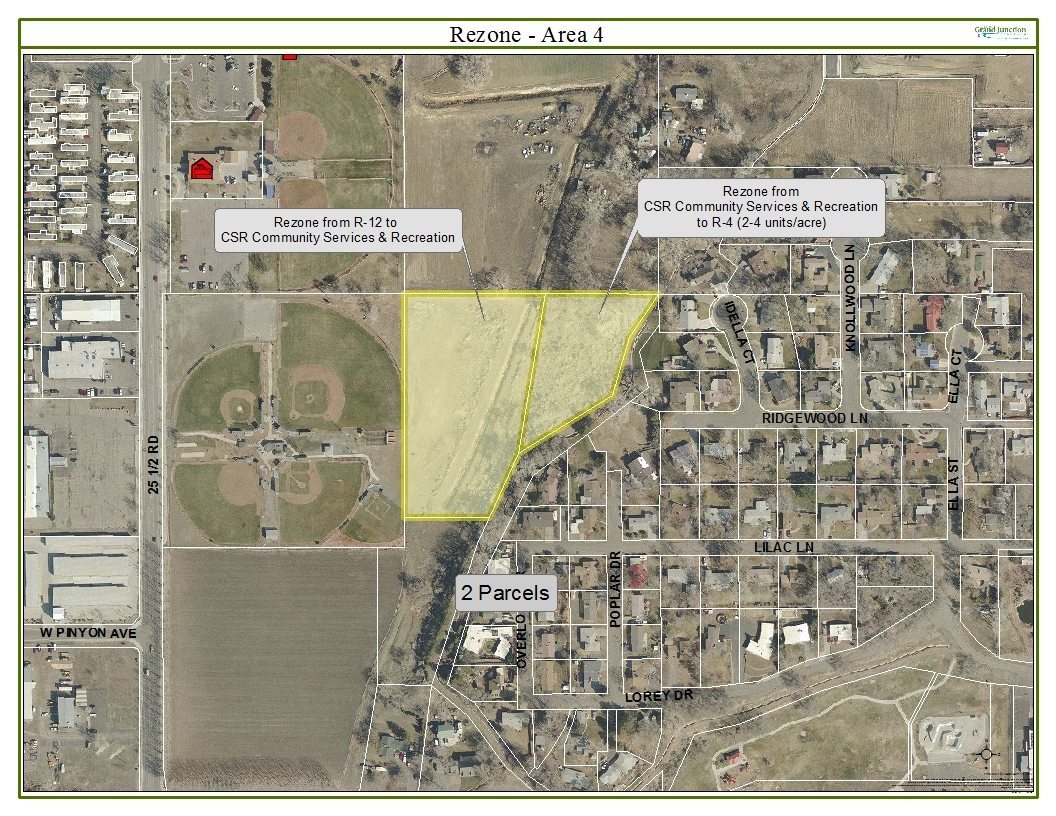 Rezone - Area 4
Grand Junction
Rezone from
CSR Community Services & Recreation
to R-4 (2-4 units/acre)
Rezone from R-12 to
CSR Community Services & Recreation
KNOLLWOOD LN
IDELLA CT
ELLA CT
RIDGEWOOD LN
25 1/2 RD
ELLA ST
LILAC LN
2 Parcels
POPLAR DR
OVERLO
W PINYON AVE
LOREY DR